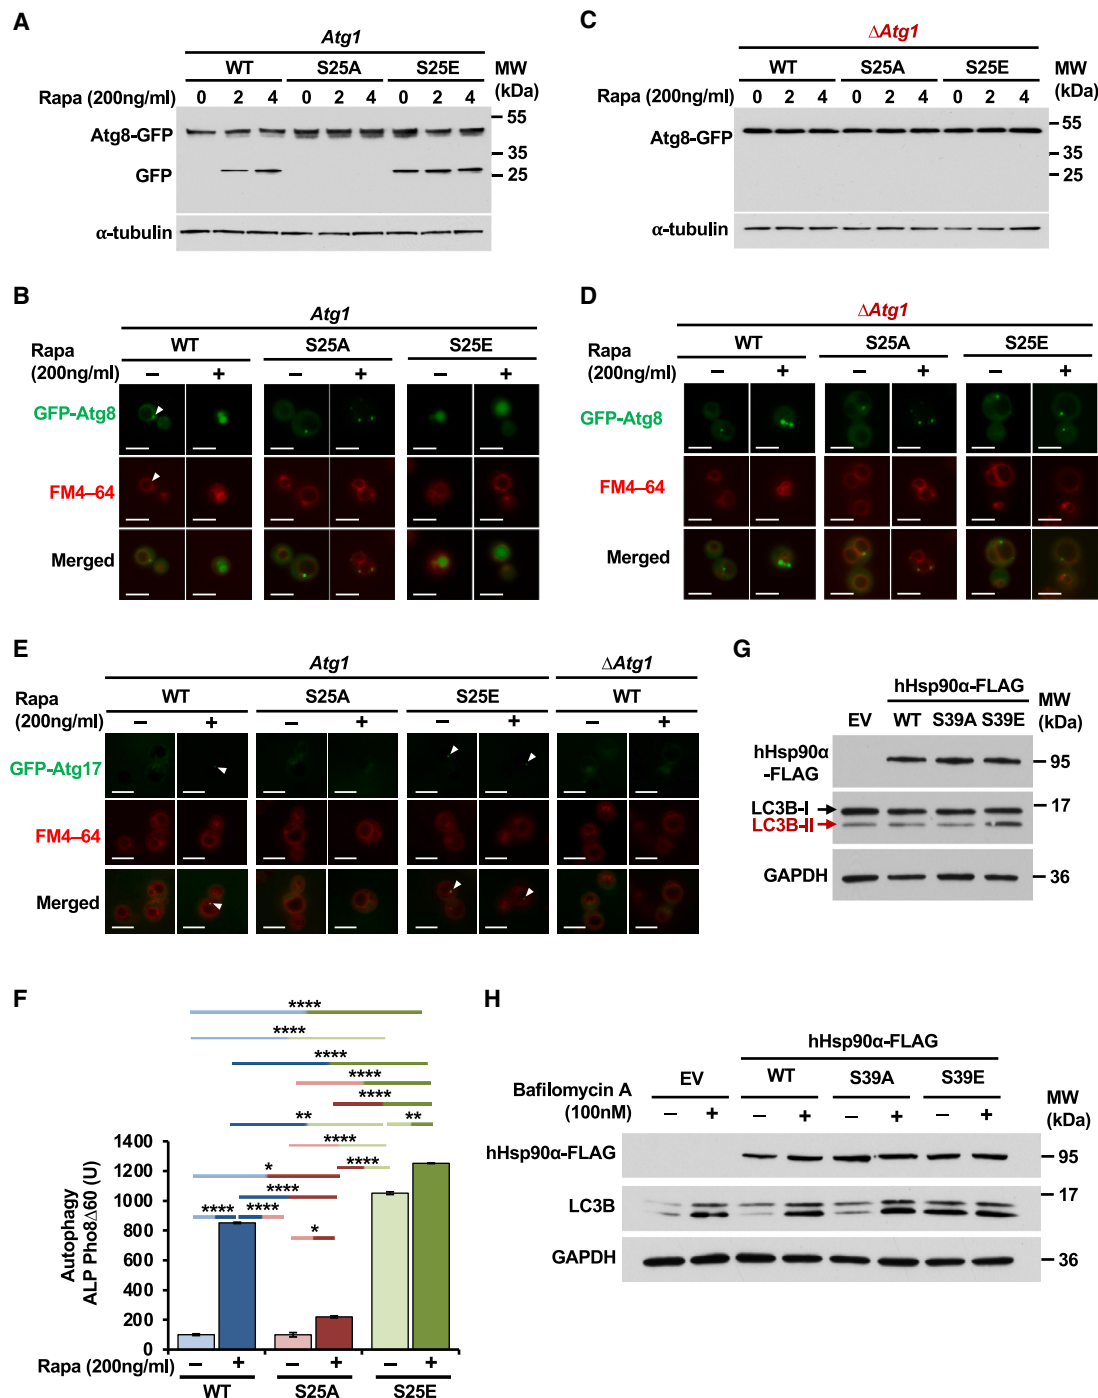 A
Atg1
WT S25A S25E MW (kDa)
Rapa (200ng/ml) 0 2 4 0 2 4 0 2 4
Atg8-GFP
55
35
GFP
25
α-tubulin
C
ΔAtg1
WT S25A S25E MW (kDa)
Rapa (200ng/ml) 0 2 4 0 2 4 0 2 4
Atg8-GFP
55
35
25
α-tubulin
B
Atg1
WT S25A S25E
Rapa (200ng/ml) – + – + – +
GFP-Atg8
FM4–64
Merged
D
ΔAtg1
WT S25A S25E
Rapa (200ng/ml) – + – + – +
GFP-Atg8
FM4–64
Merged
E
Atg1 ΔAtg1
WT S25A S25E WT
Rapa (200ng/ml) – + – + – + – +
GFP-Atg17
FM4–64
Merged
G
hHsp90α-FLAG MW (kDa)
EV WT S39A S39E
hHsp90α -FLAG
95
LC3B-I
17
LC3B-II
GAPDH
36
F
****
****
****
****
****
** **
****
* ****
****
**** ****
*
1400
1200
1000
800
600
400
200
0
Autophagy
ALP Pho8Δ60 (U)
Rapa (200ng/ml) – + – + – +
WT S25A S25E
H
hHsp90α-FLAG
EV WT S39A S39E MW (kDa)
Bafilomycin A (100nM) – + – + – + – +
hHsp90α-FLAG
95
LC3B
17
GAPDH
36